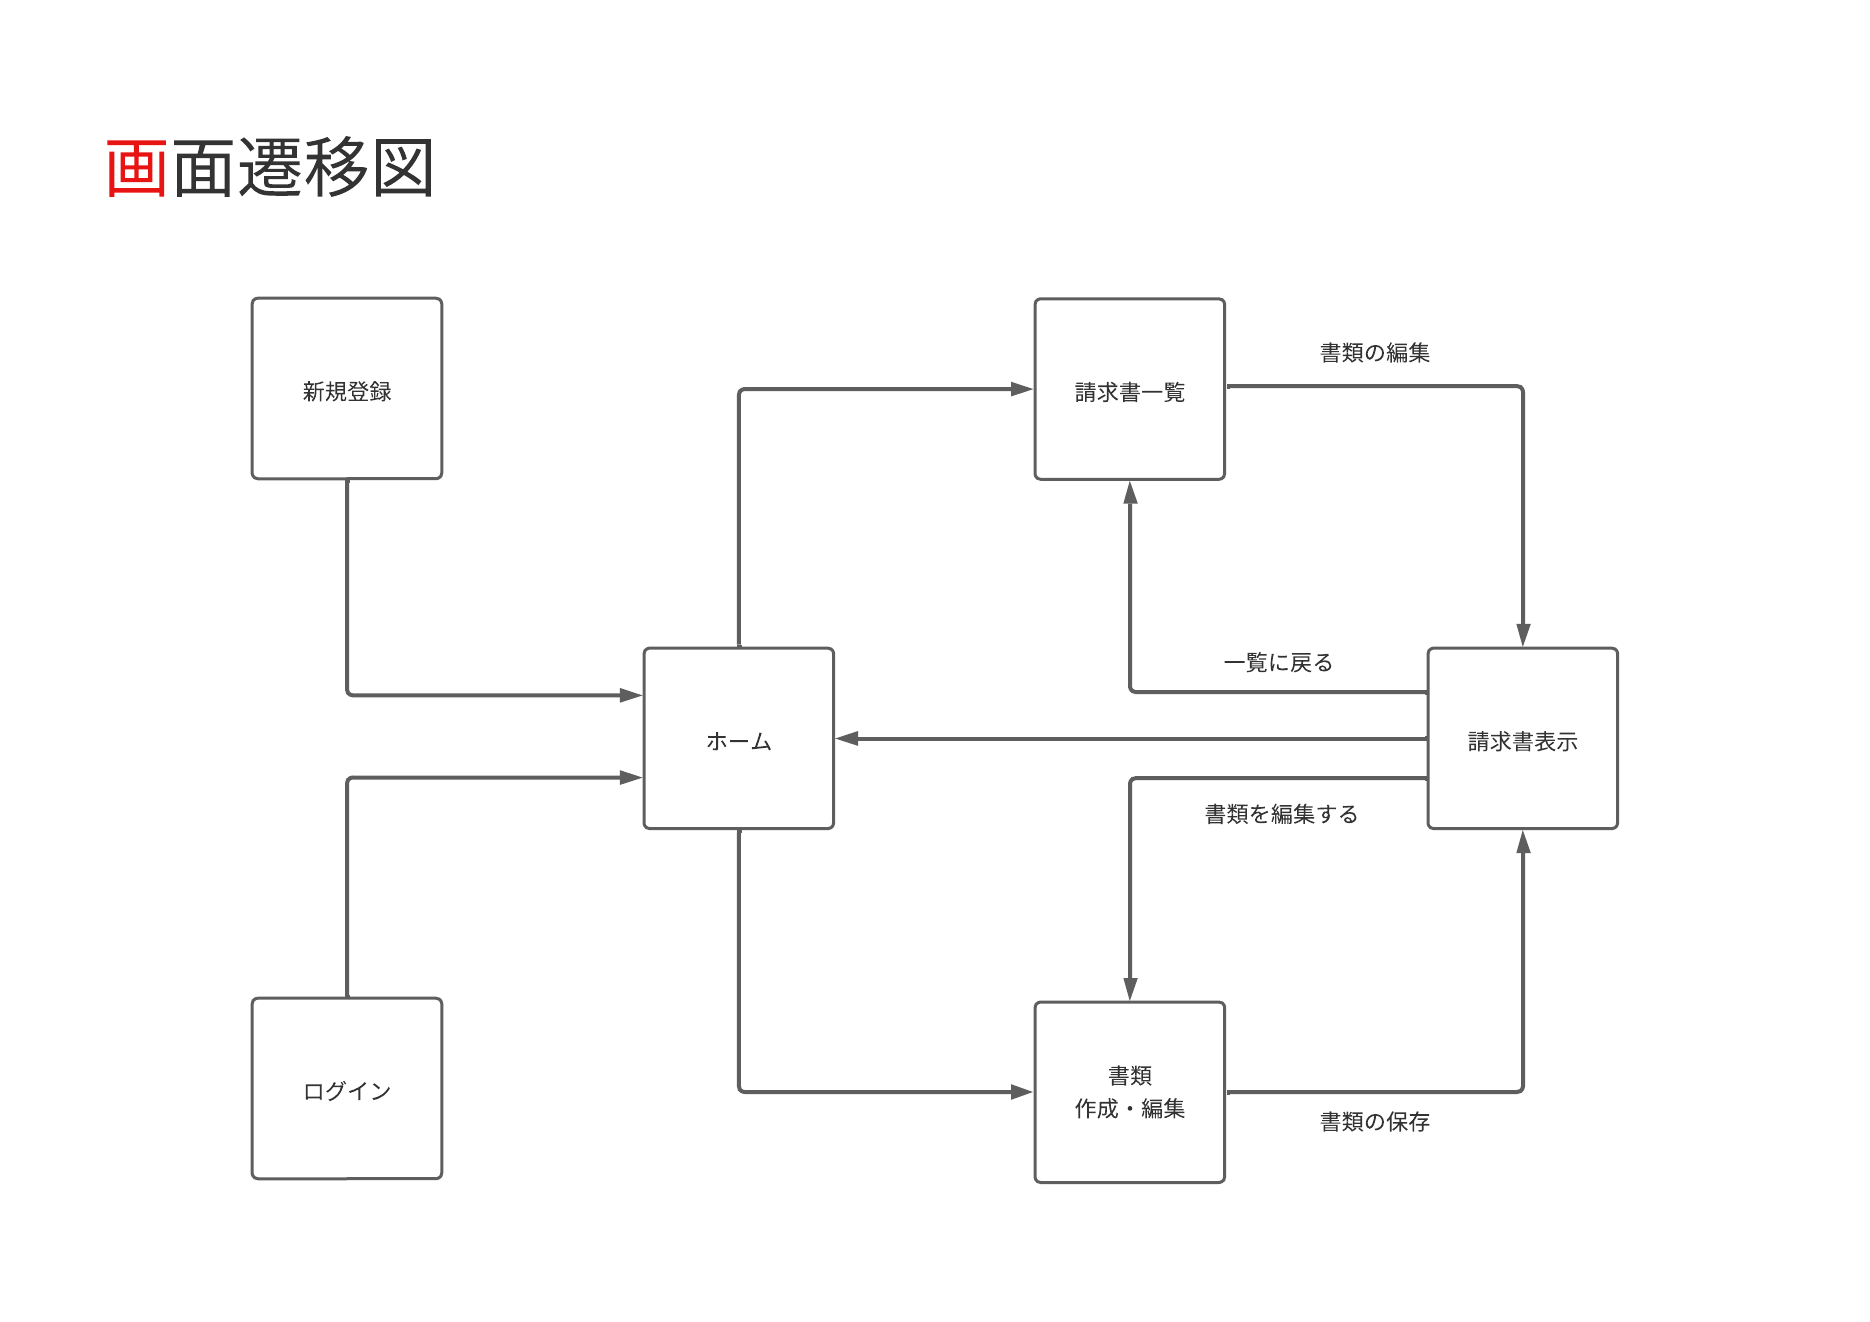 画面遷移図
新規登録
請求書一覧
書類の編集
一覧に戻る
ホーム
請求書表示
書類を編集する
ログイン
書類
作成・編集
書類の保存